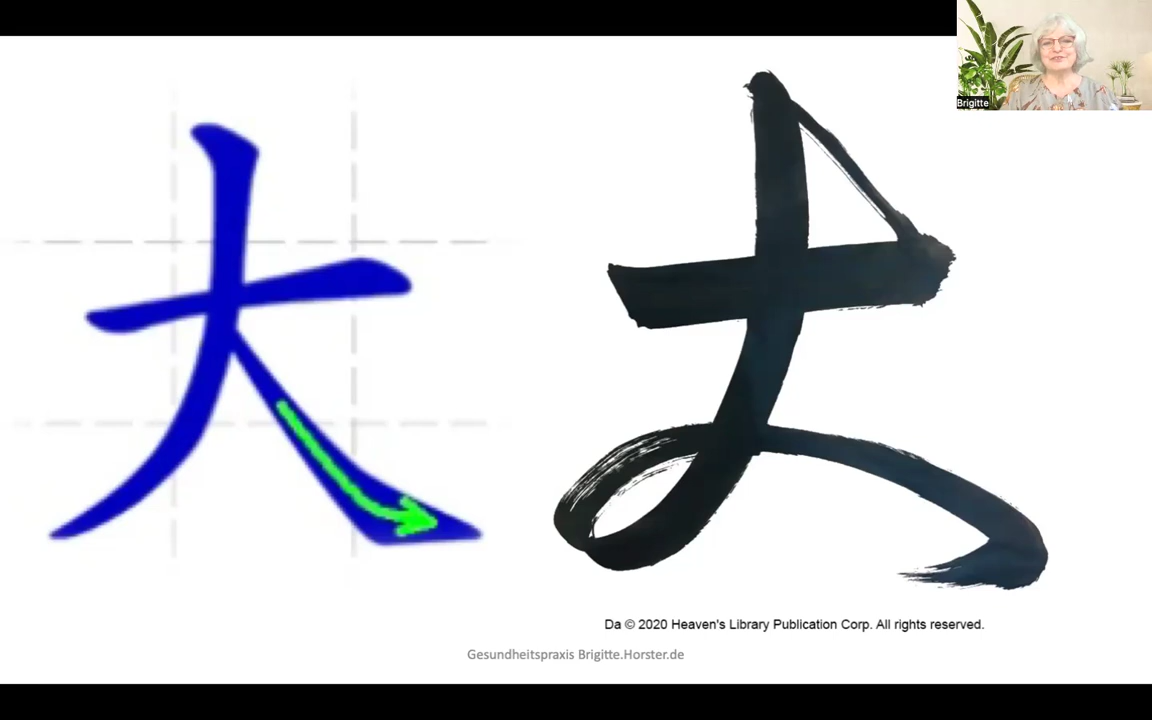 Brigitte
大
大
Da © 2020 Heaven's Library Publication Corp. All rights reserved.
Gesundheitspraxis Brigitte.Horster.de